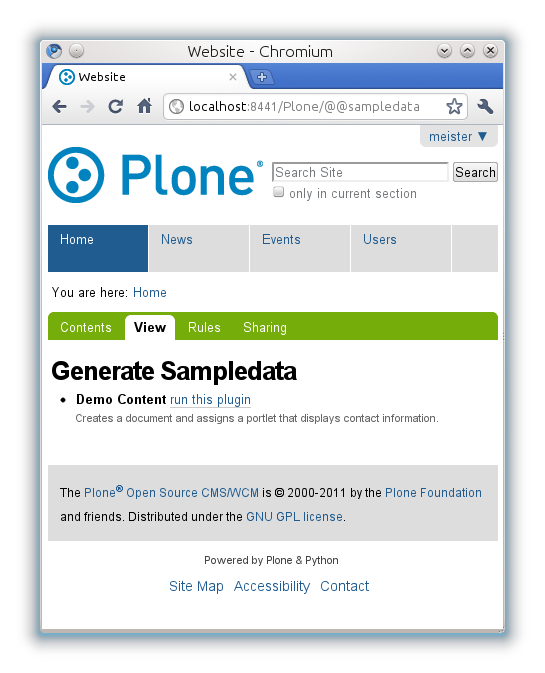 Website - Chromium
Website
localhost:8441/Plone/@@sampledata
meister ▼
Plone®
Search Site
Search
only in current section
Home
News
Events
Users
You are here: Home
Contents
View
Rules
Sharing
Generate Sampledata
• Demo Content run this plugin
Creates a document and assigns a portlet that displays contact information.
The Plone® Open Source CMS/WCM is © 2000-2011 by the Plone Foundation
and friends. Distributed under the GNU GPL license.
Powered by Plone & Python
Site Map Accessibility Contact